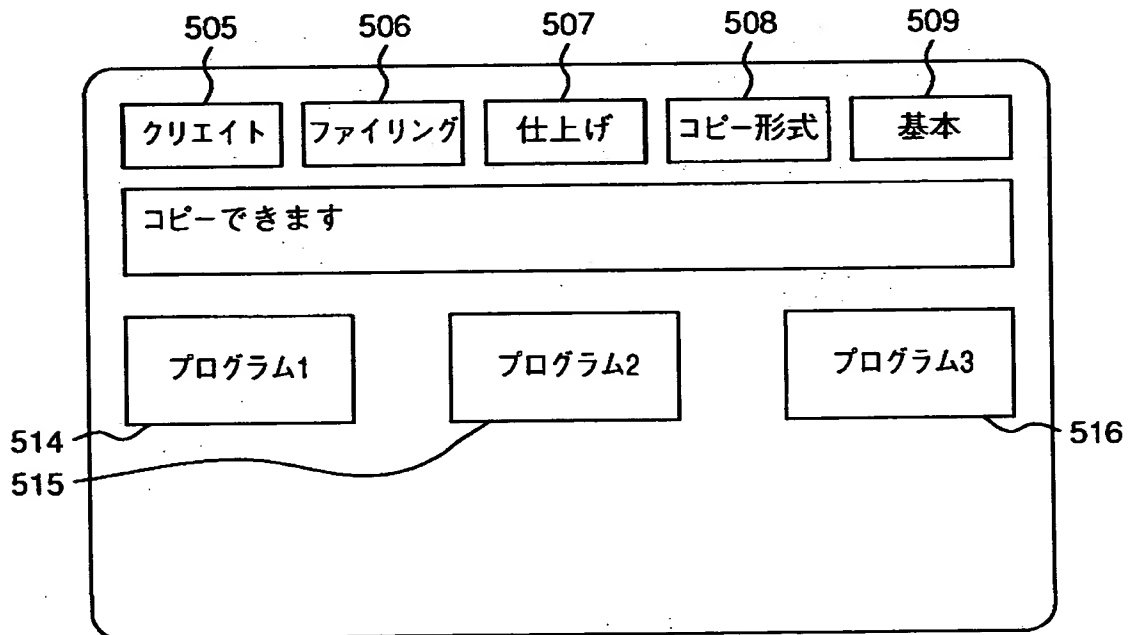 505 506 507 508 509
クリエイト ファイリング 仕上げ コピー形式 基本
コピーできます
プログラム1 プログラム2 プログラム3
514 516
515